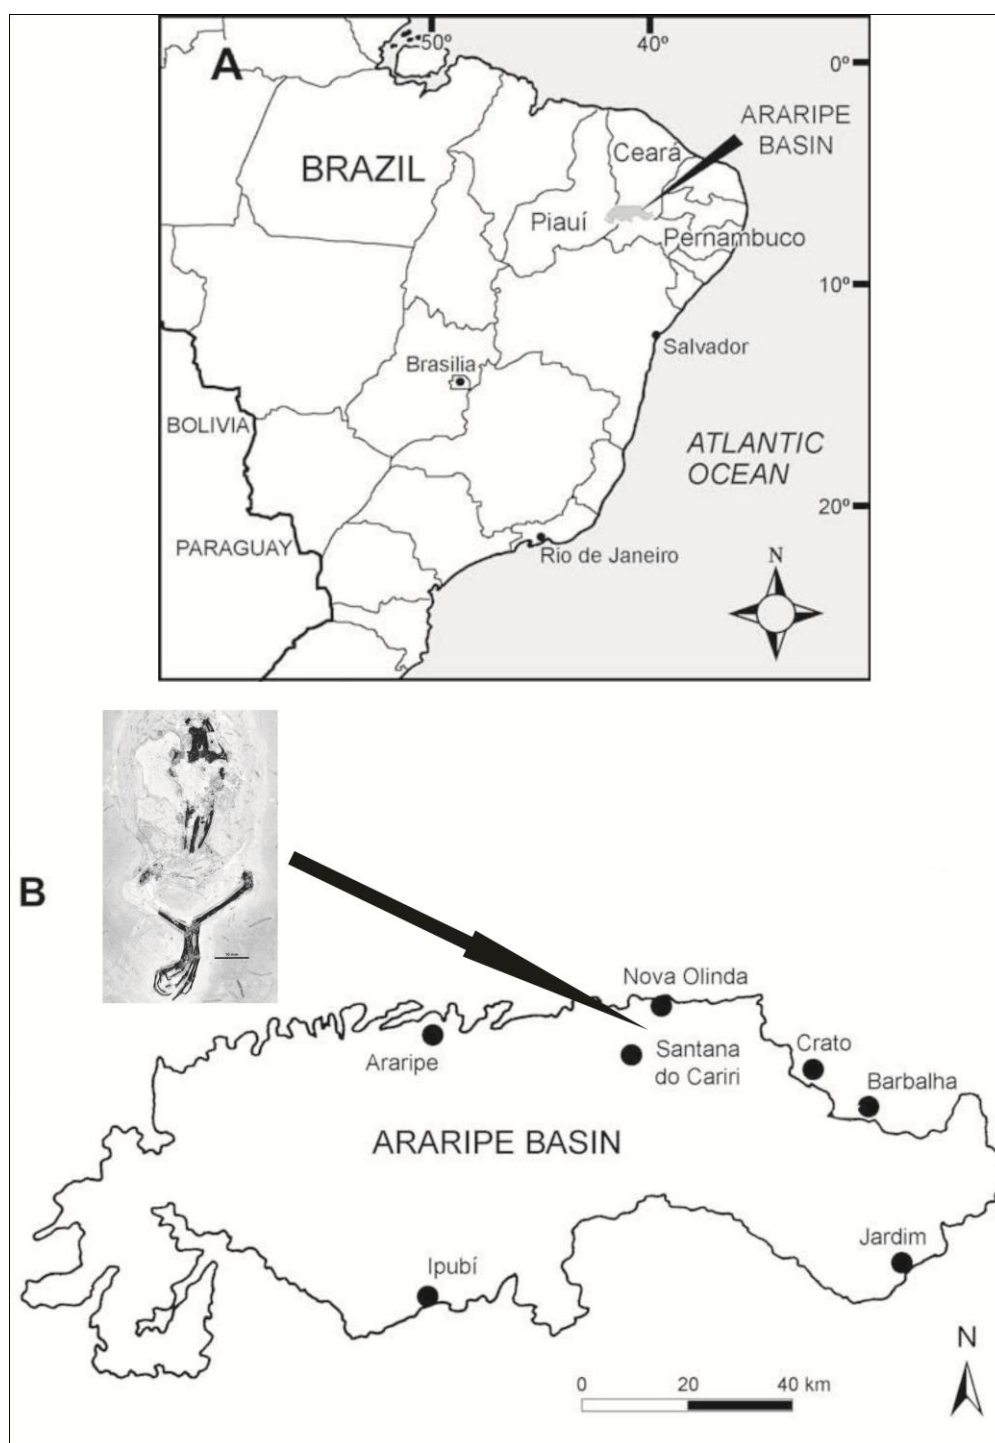 A
50º
40º
0º
ARARIPE
BASIN
Ceará
BRAZIL
Piauí
Pernambuco
10º
Salvador
Brasilia
BOLIVIA
ATLANTIC
OCEAN
20º
PARAGUAY
Rio de Janeiro
N
B
Nova Olinda
Araripe
Santana
do Cariri
Crato
Barbalha
ARARIPE BASIN
Jardim
Ipubí
N
0
20
40 km